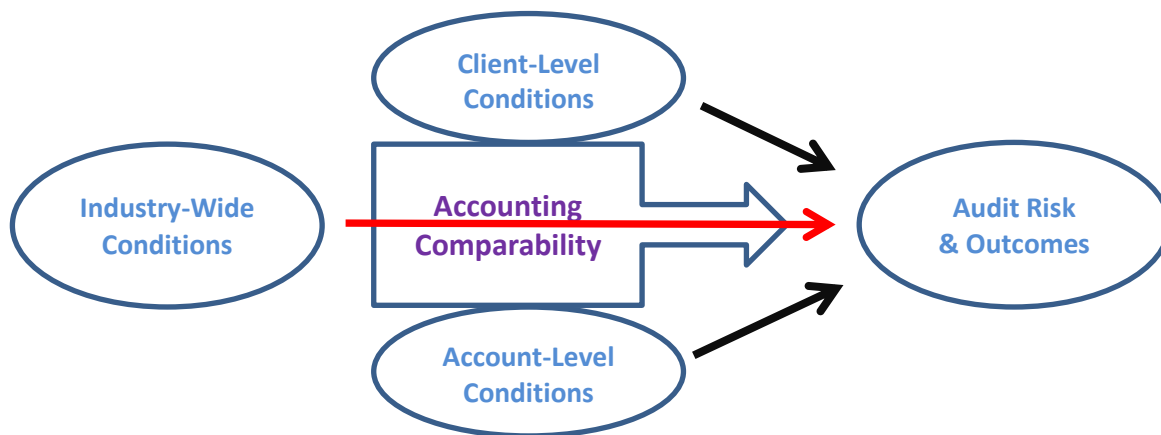 Client-Level
Conditions
Industry-Wide
Conditions
Accounting
Comparability
Audit Risk
& Outcomes
Account-Level
Conditions